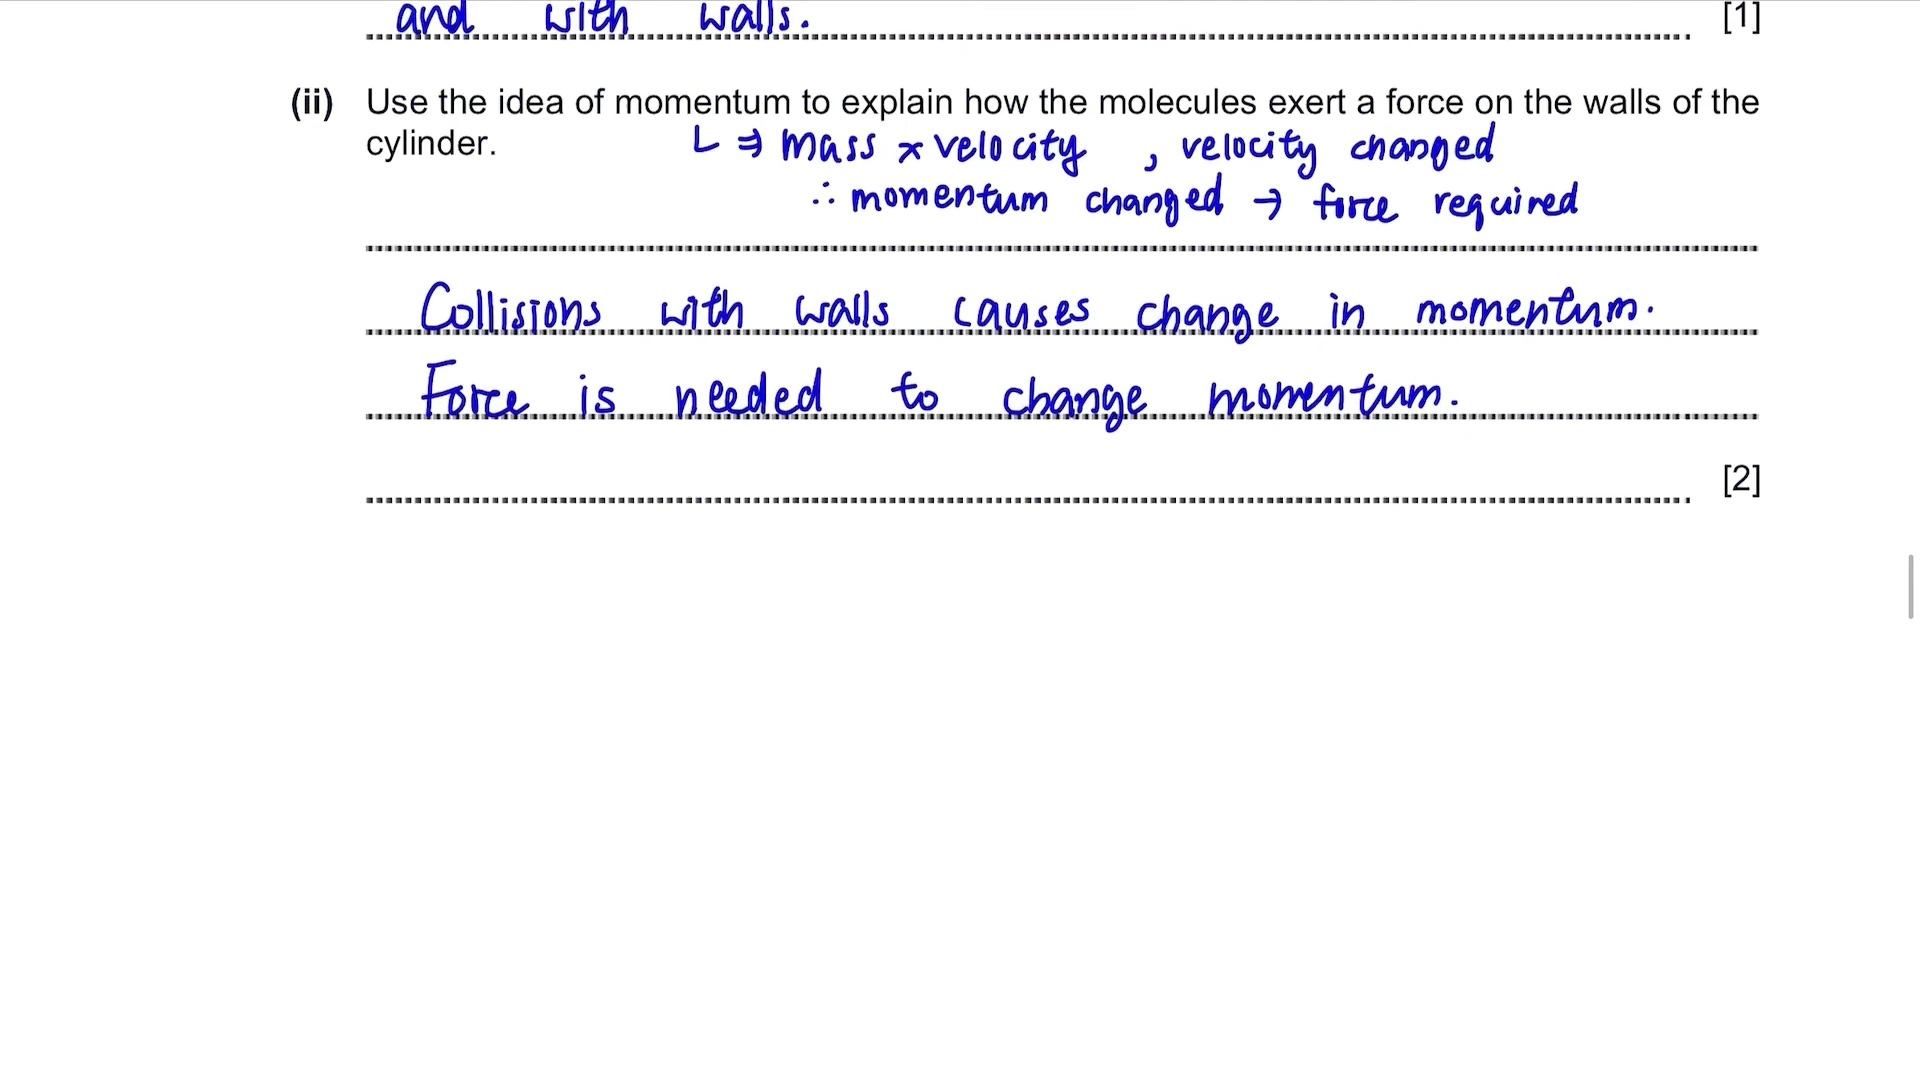 and with walls. [1]
(ii) Use the idea of momentum to explain how the molecules exert a force on the walls of the
cylinder. ↳ ⇒ mass × velocity , velocity changed
∴ momentum changed → force required
Collisions with walls causes change in momentum.
Force is needed to change momentum.
[2]